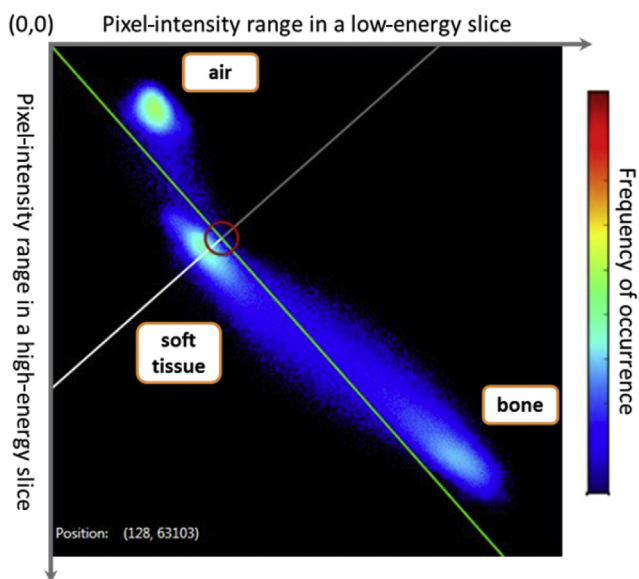 (0,0) Pixel-intensity range in a low-energy slice
air
Pixel-intensity range in a high-energy slice
Frequency of occurrence
soft
tissue
bone
Position: (128, 63103)